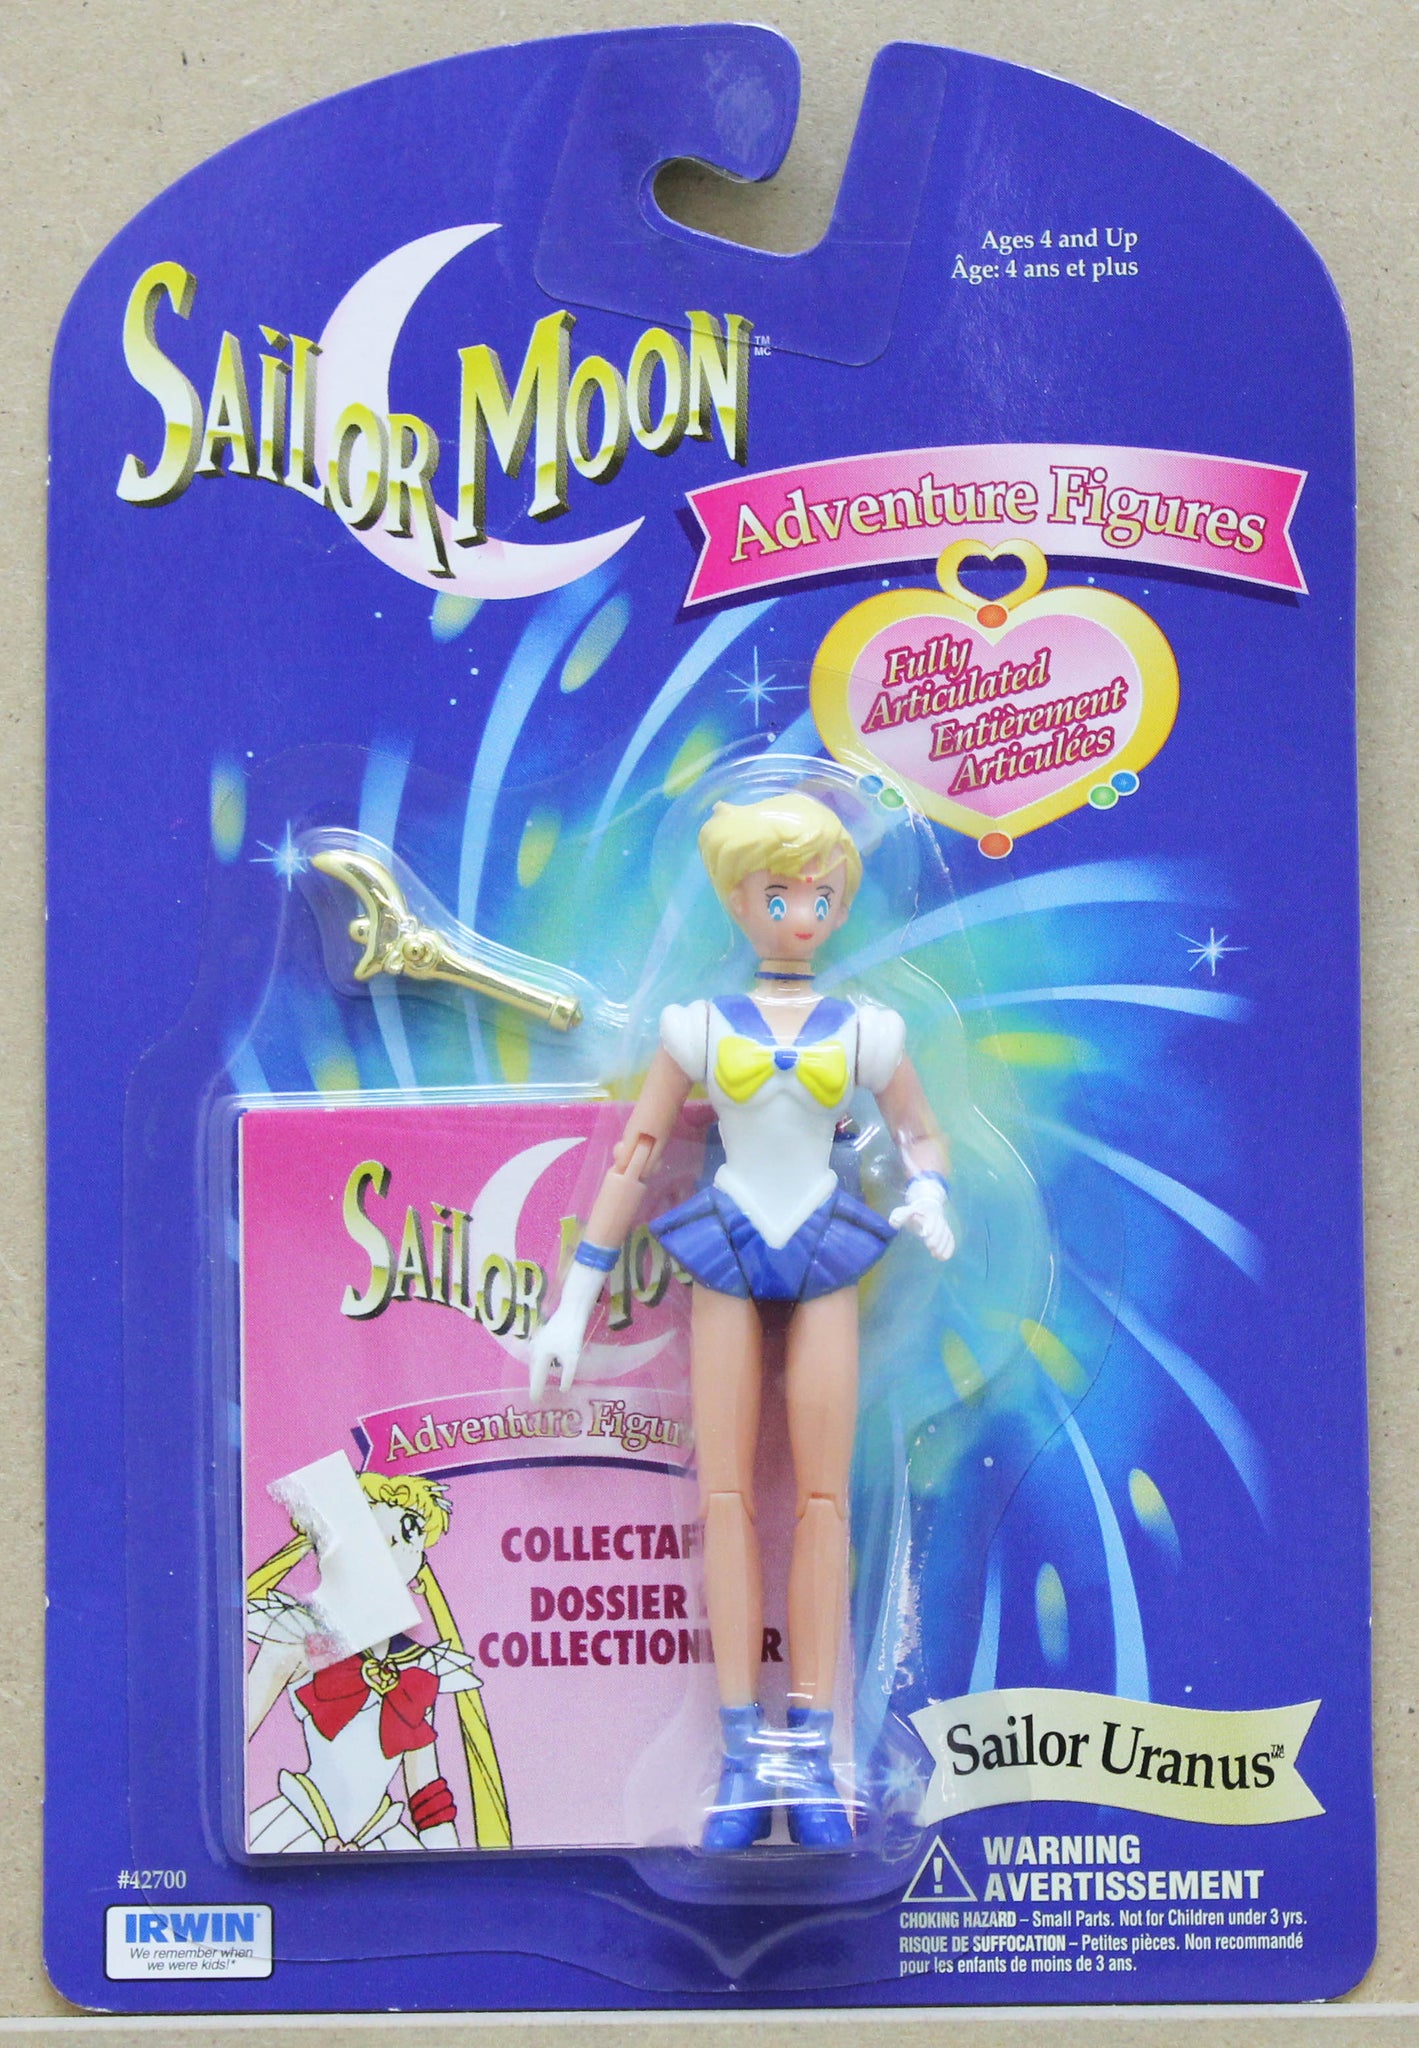 Ages 4 and Up
Âge: 4 ans et plus
SAILOR MOON TM MC
Adventure Figures
Fully
Articulated
Entièrement
Articulées
SAILOR
Adventure
COLLECTIONNEUR
DOSSIER
Sailor Uranus TM MC
WARNING
AVERTISSEMENT
CHOKING HAZARD – Small Parts. Not for Children under 3 yrs.
RISQUE DE SUFFOCATION – Petites pièces. Non recommandé
pour les enfants de moins de 3 ans.
#42700
IRWIN
We remember when
we were kids!*